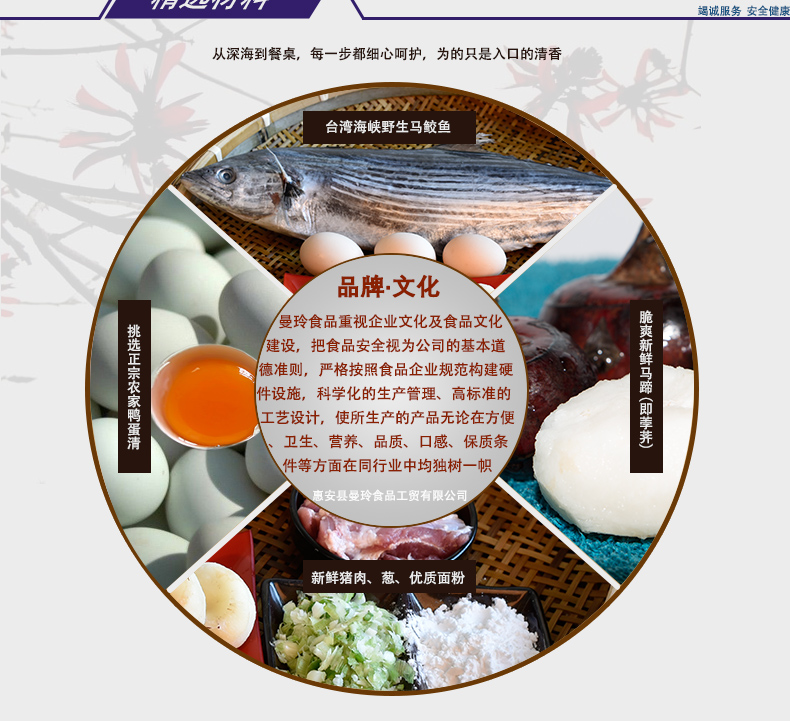 精选材料
竭诚服务 安全健康
从深海到餐桌，每一步都细心呵护，为的只是入口的清香
台湾海峡野生马鲛鱼
挑选正宗农家鸭蛋清
脆爽新鲜马蹄（即荸荠）
品牌·文化
曼玲食品重视企业文化及食品文化
建设，把食品安全视为公司的基本道
德准则，严格按照食品企业规范构建硬
件设施，科学化的生产管理、高标准的
工艺设计，使所生产的产品无论在方便
、卫生、营养、品质、口感、保质条
件等方面在同行业中均独树一帜
惠安县曼玲食品工贸有限公司
新鲜猪肉、葱、优质面粉